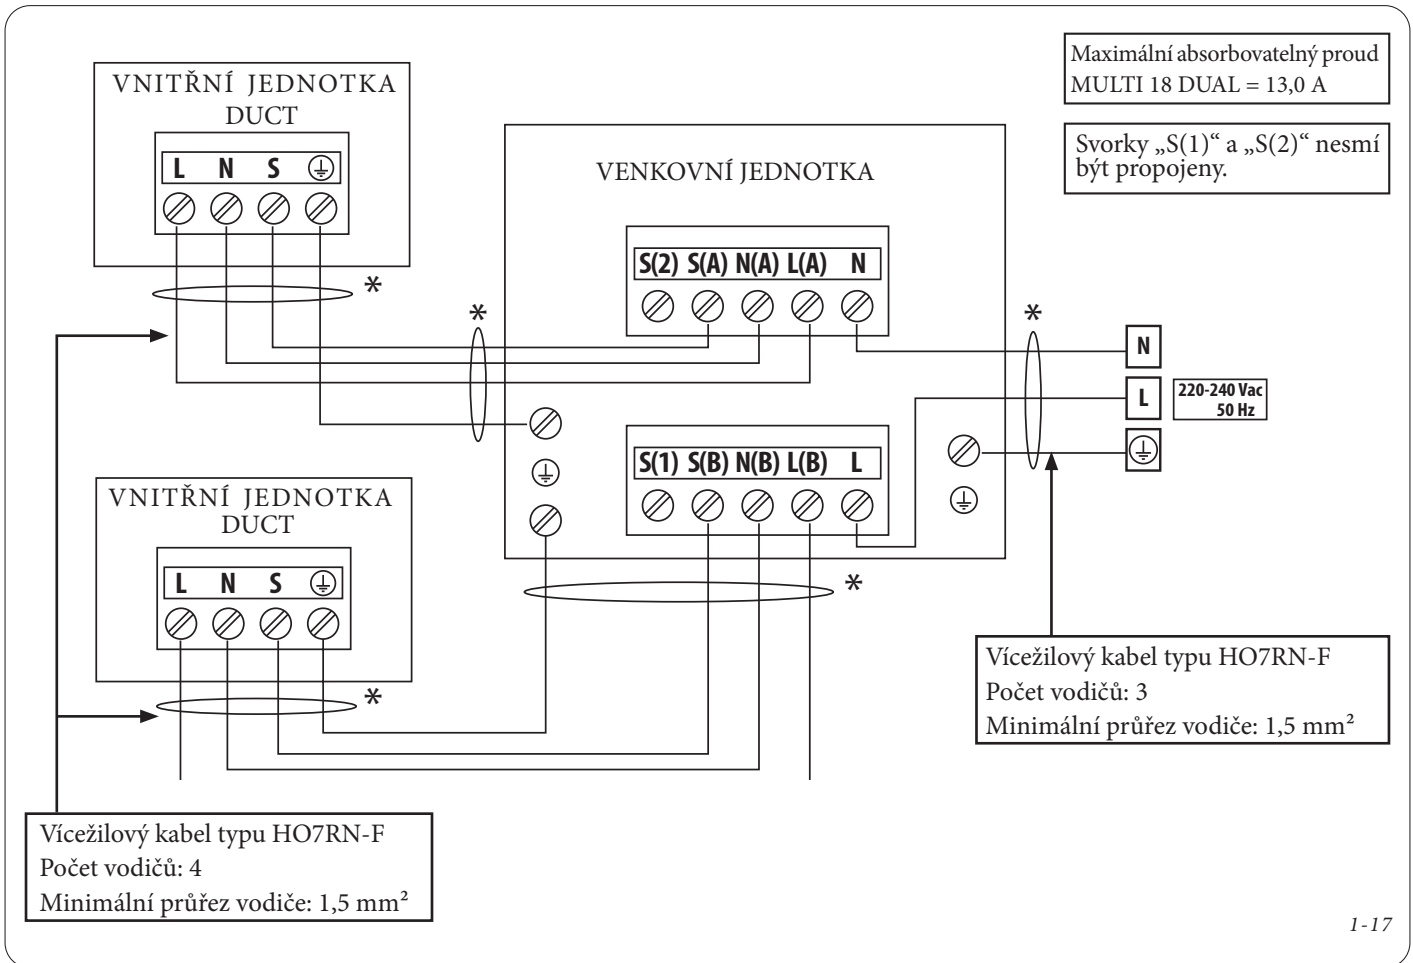 Maximální absorbovatelný proud
MULTI 18 DUAL = 13,0 A
Svorky „S(1)“ a „S(2)“ nesmí
být propojeny.
VNITŘNÍ JEDNOTKA
DUCT
L N S
*
VENKOVNÍ JEDNOTKA
S(2) S(A) N(A) L(A) N
*
*
N
L
220-240 Vac
50 Hz
S(1) S(B) N(B) L(B) L
*
VNITŘNÍ JEDNOTKA
DUCT
L N S
*
Vícežilový kabel typu HO7RN-F
Počet vodičů: 3
Minimální průřez vodiče: 1,5 mm²
Vícežilový kabel typu HO7RN-F
Počet vodičů: 4
Minimální průřez vodiče: 1,5 mm²
1-17